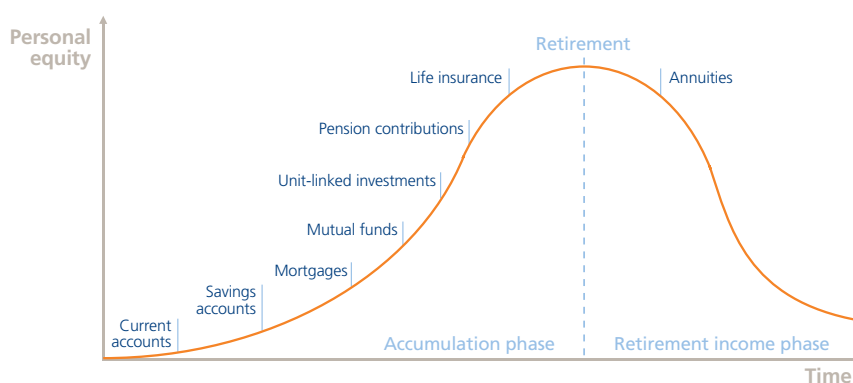 Personal
equity
Retirement
Life insurance
Annuities
Pension contributions
Unit-linked investments
Mutual funds
Mortgages
Savings
accounts
Current
accounts
Accumulation phase
Retirement income phase
Time